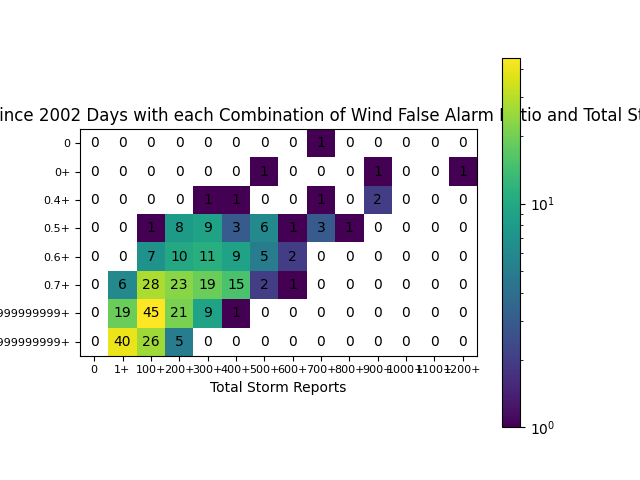 ince 2002 Days with each Combination of Wind False Alarm Ratio and Total St
0 0 0 0 0 0 0 0 0 1 0 0 0 0 0
0+ 0 0 0 0 0 0 1 0 0 0 1 0 0 1
0.4+ 0 0 0 0 1 1 0 0 1 0 2 0 0 0
0.5+ 0 0 1 8 9 3 6 1 3 1 0 0 0 0
0.6+ 0 0 7 10 11 9 5 2 0 0 0 0 0 0
0.7+ 0 6 28 23 19 15 2 1 0 0 0 0 0 0
999999999+ 0 19 45 21 9 1 0 0 0 0 0 0 0 0
999999999+ 0 40 26 5 0 0 0 0 0 0 0 0 0 0
0 1+ 100+ 200+ 300+ 400+ 500+ 600+ 700+ 800+ 900+ 1000+ 1100+ 1200+
Total Storm Reports
10¹
10⁰